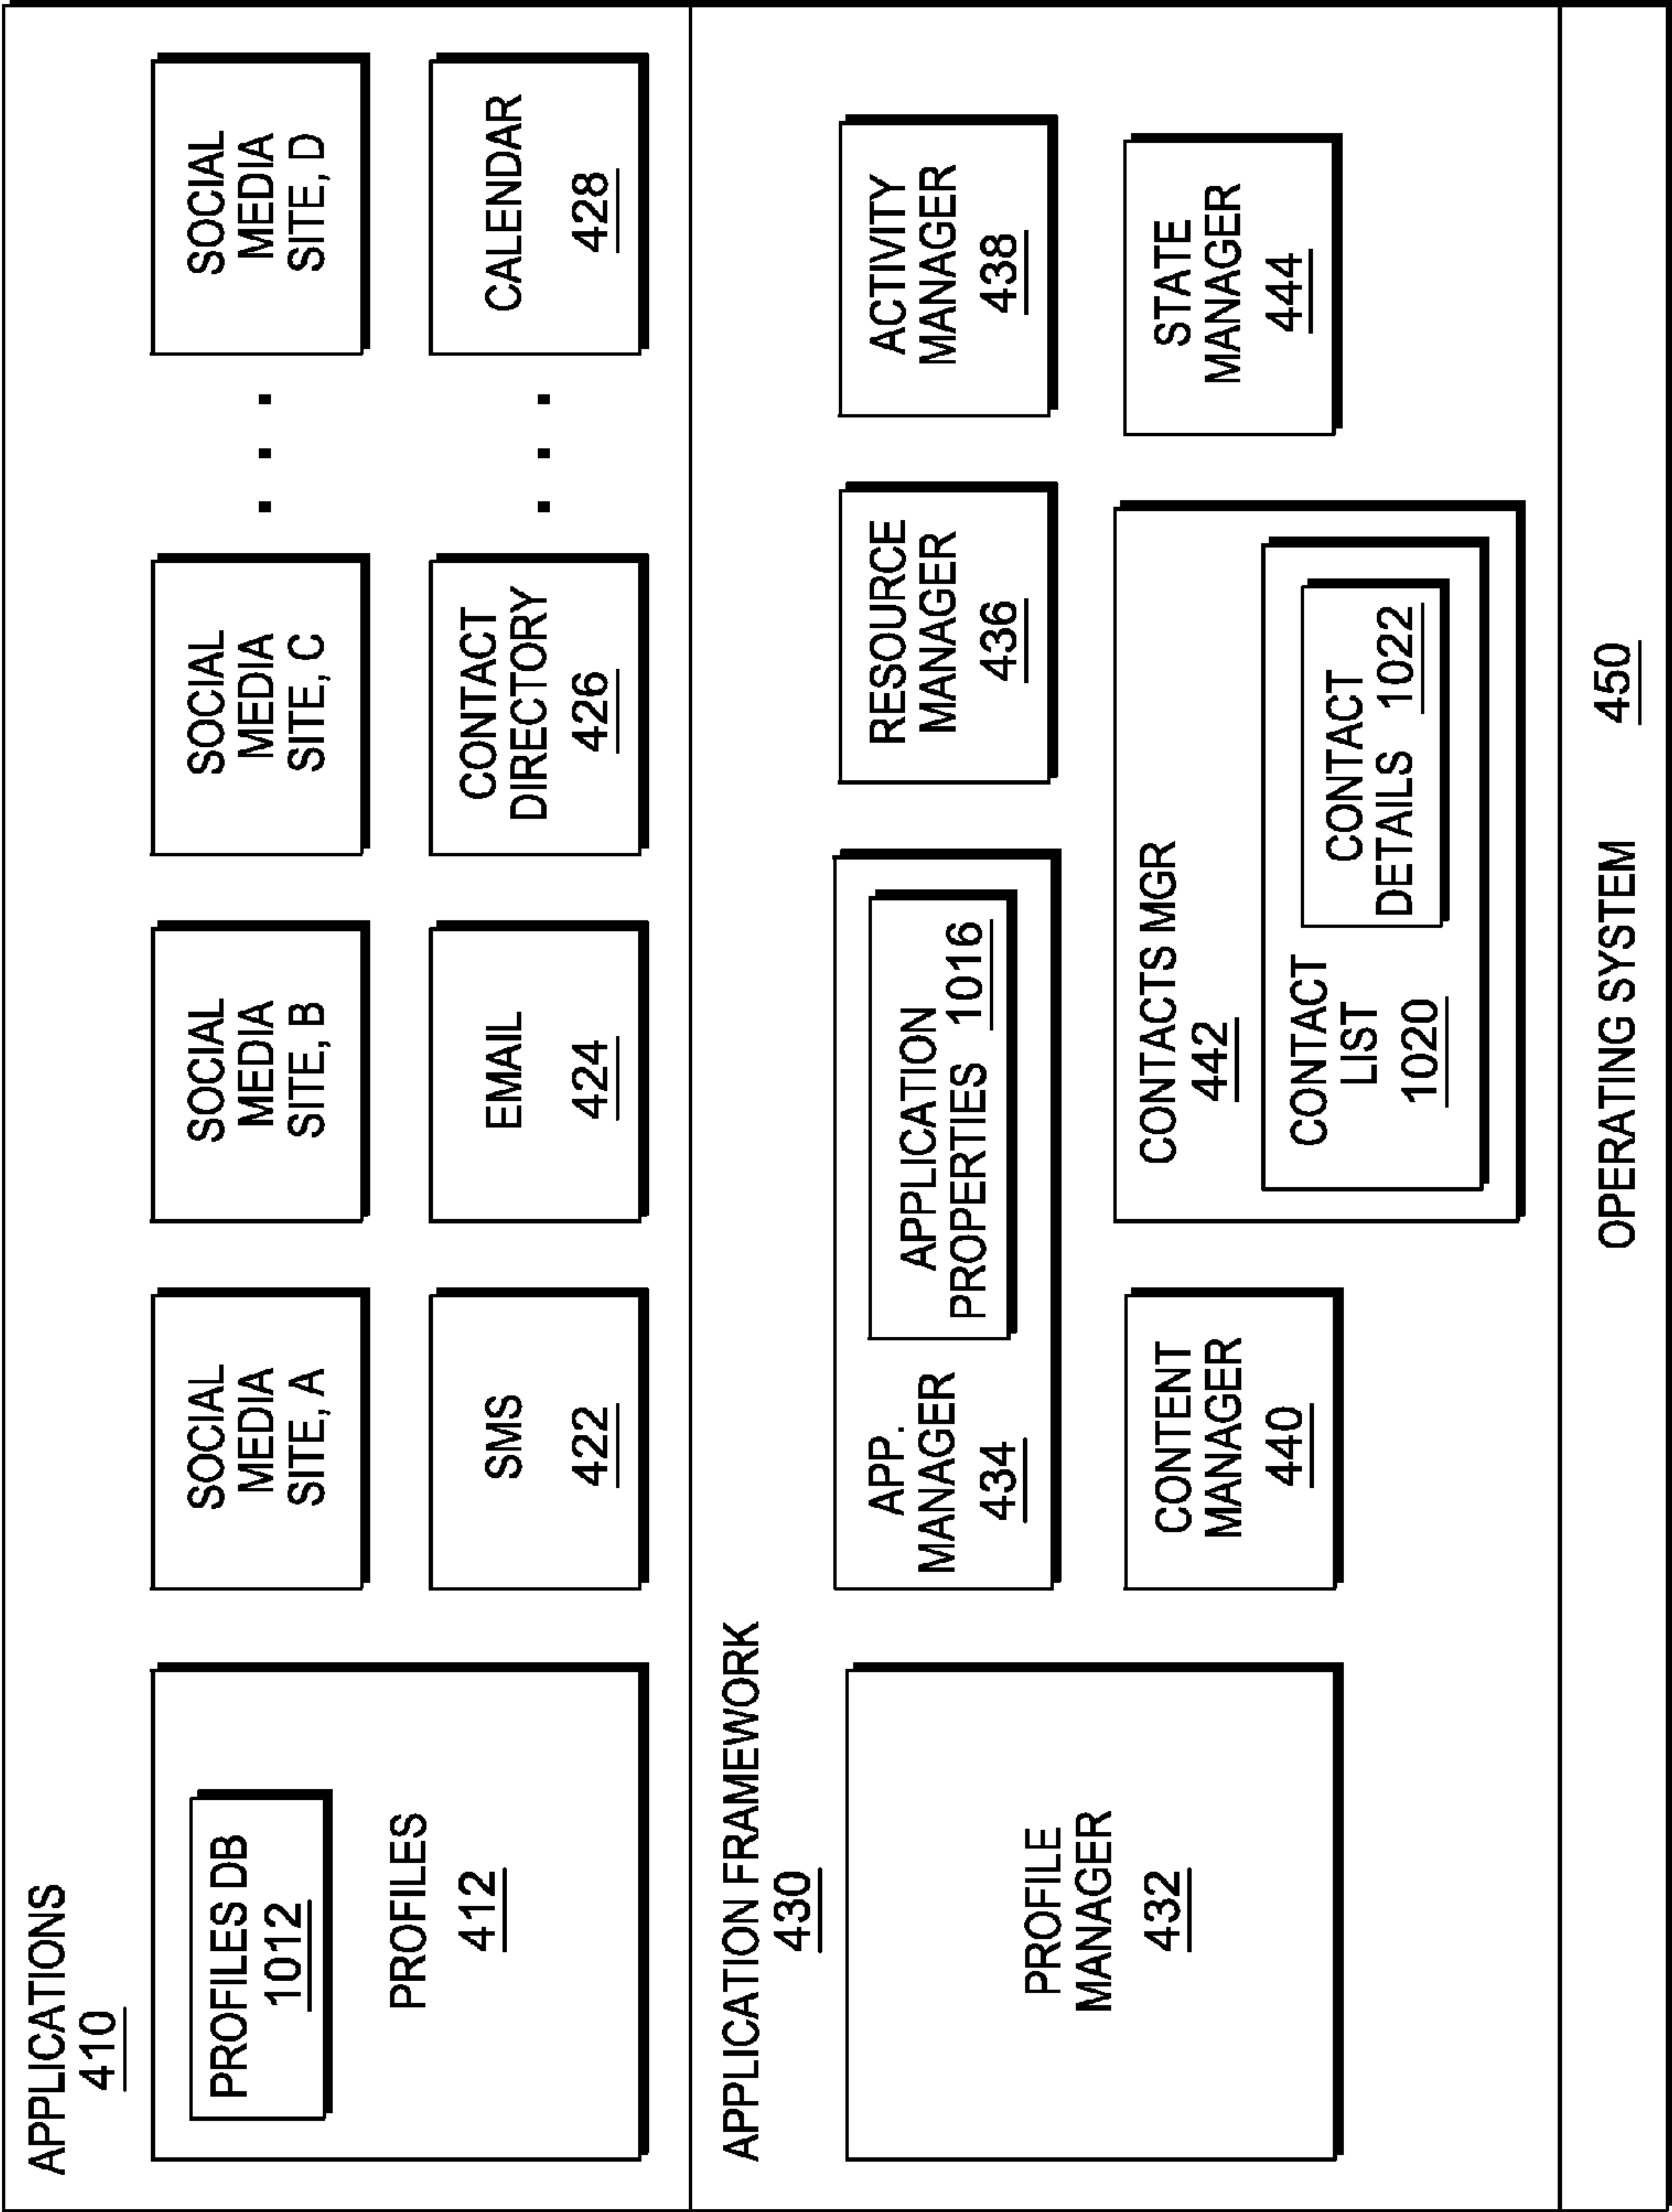 APPLICATIONS
410
PROFILES DB
1012
PROFILES
412
SOCIAL
MEDIA
SITE, A
SOCIAL
MEDIA
SITE, B
SOCIAL
MEDIA
SITE, C
. . .
SOCIAL
MEDIA
SITE, D
SMS
422
EMAIL
424
CONTACT
DIRECTORY
426
. . .
CALENDAR
428
APPLICATION FRAMEWORK
430
PROFILE
MANAGER
432
APP.
MANAGER
434
APPLICATION
PROPERTIES 1016
RESOURCE
MANAGER
436
ACTIVITY
MANAGER
438
CONTENT
MANAGER
440
CONTACTS MGR
442
CONTACT
LIST
1020
CONTACT
DETAILS 1022
STATE
MANAGER
444
OPERATING SYSTEM 450